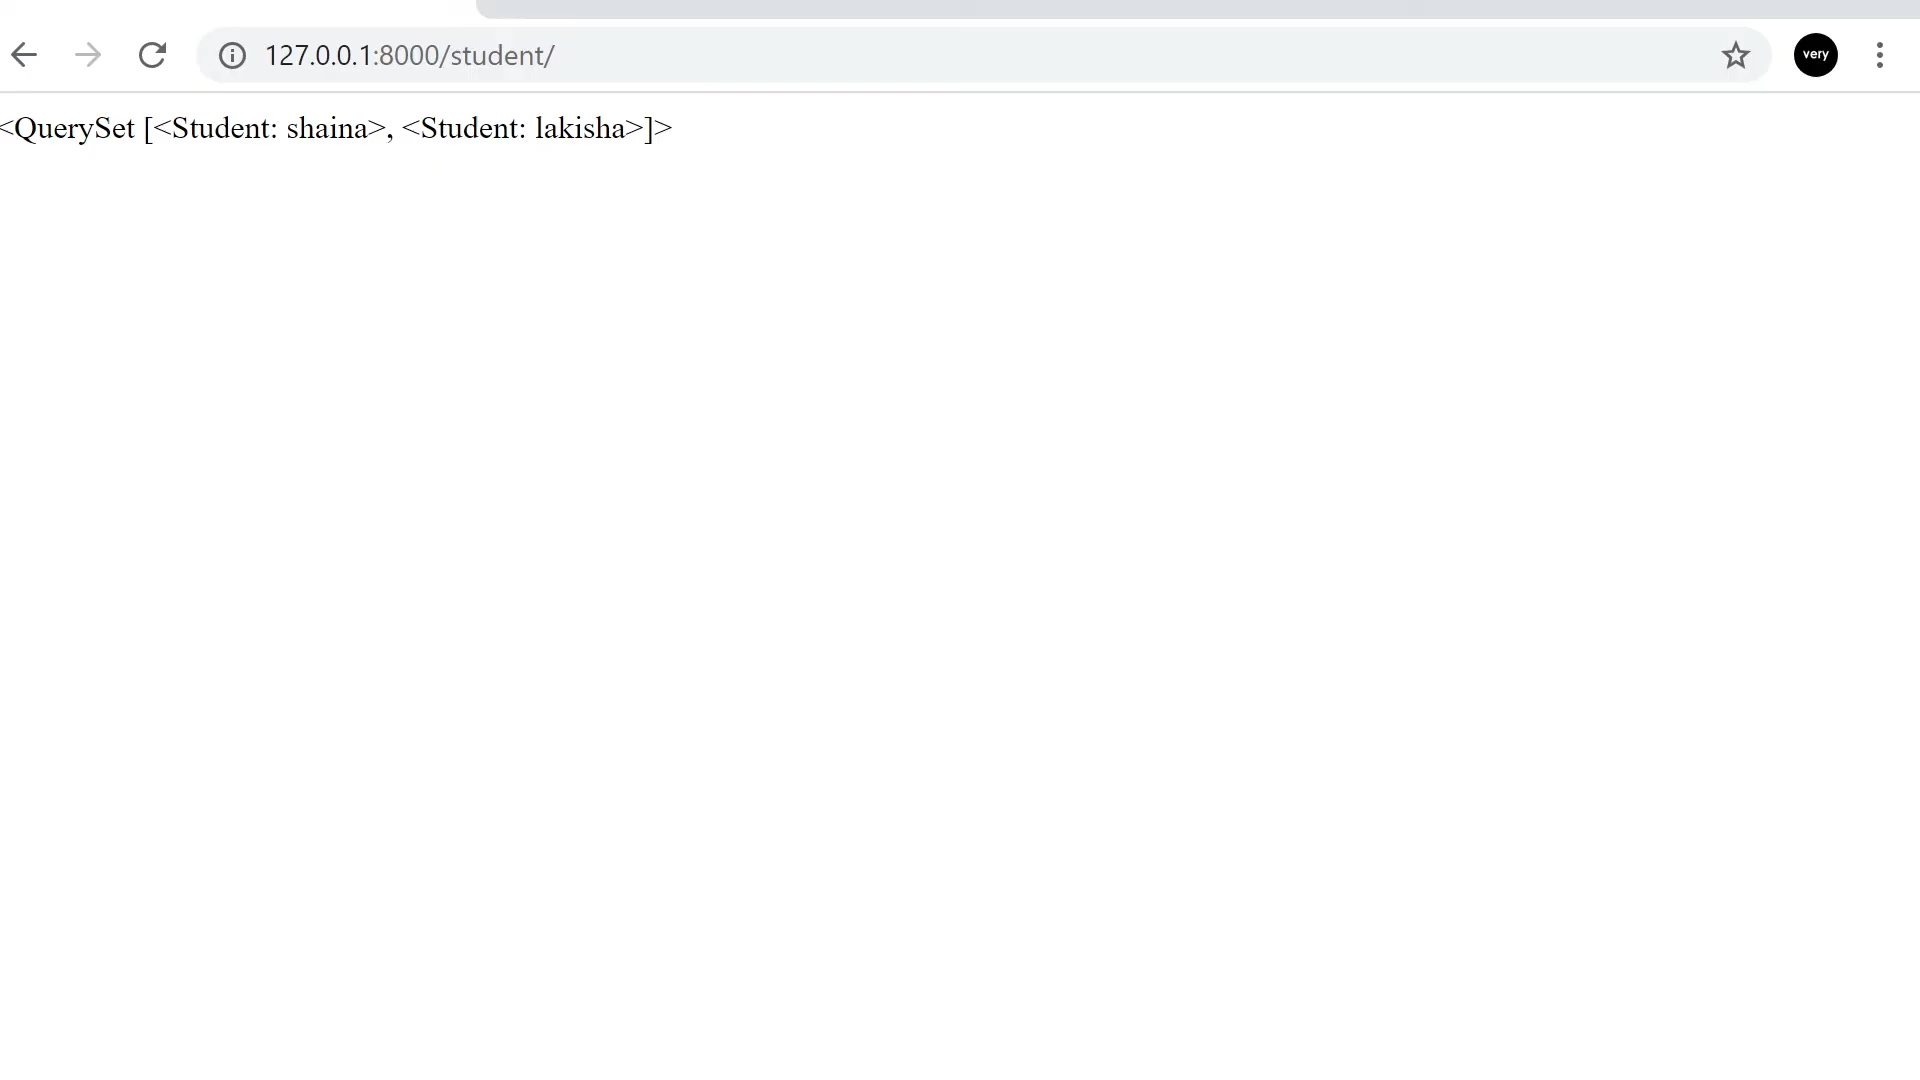 127.0.0.1:8000/student/
very
<QuerySet [<Student: shaina>, <Student: lakisha>]>